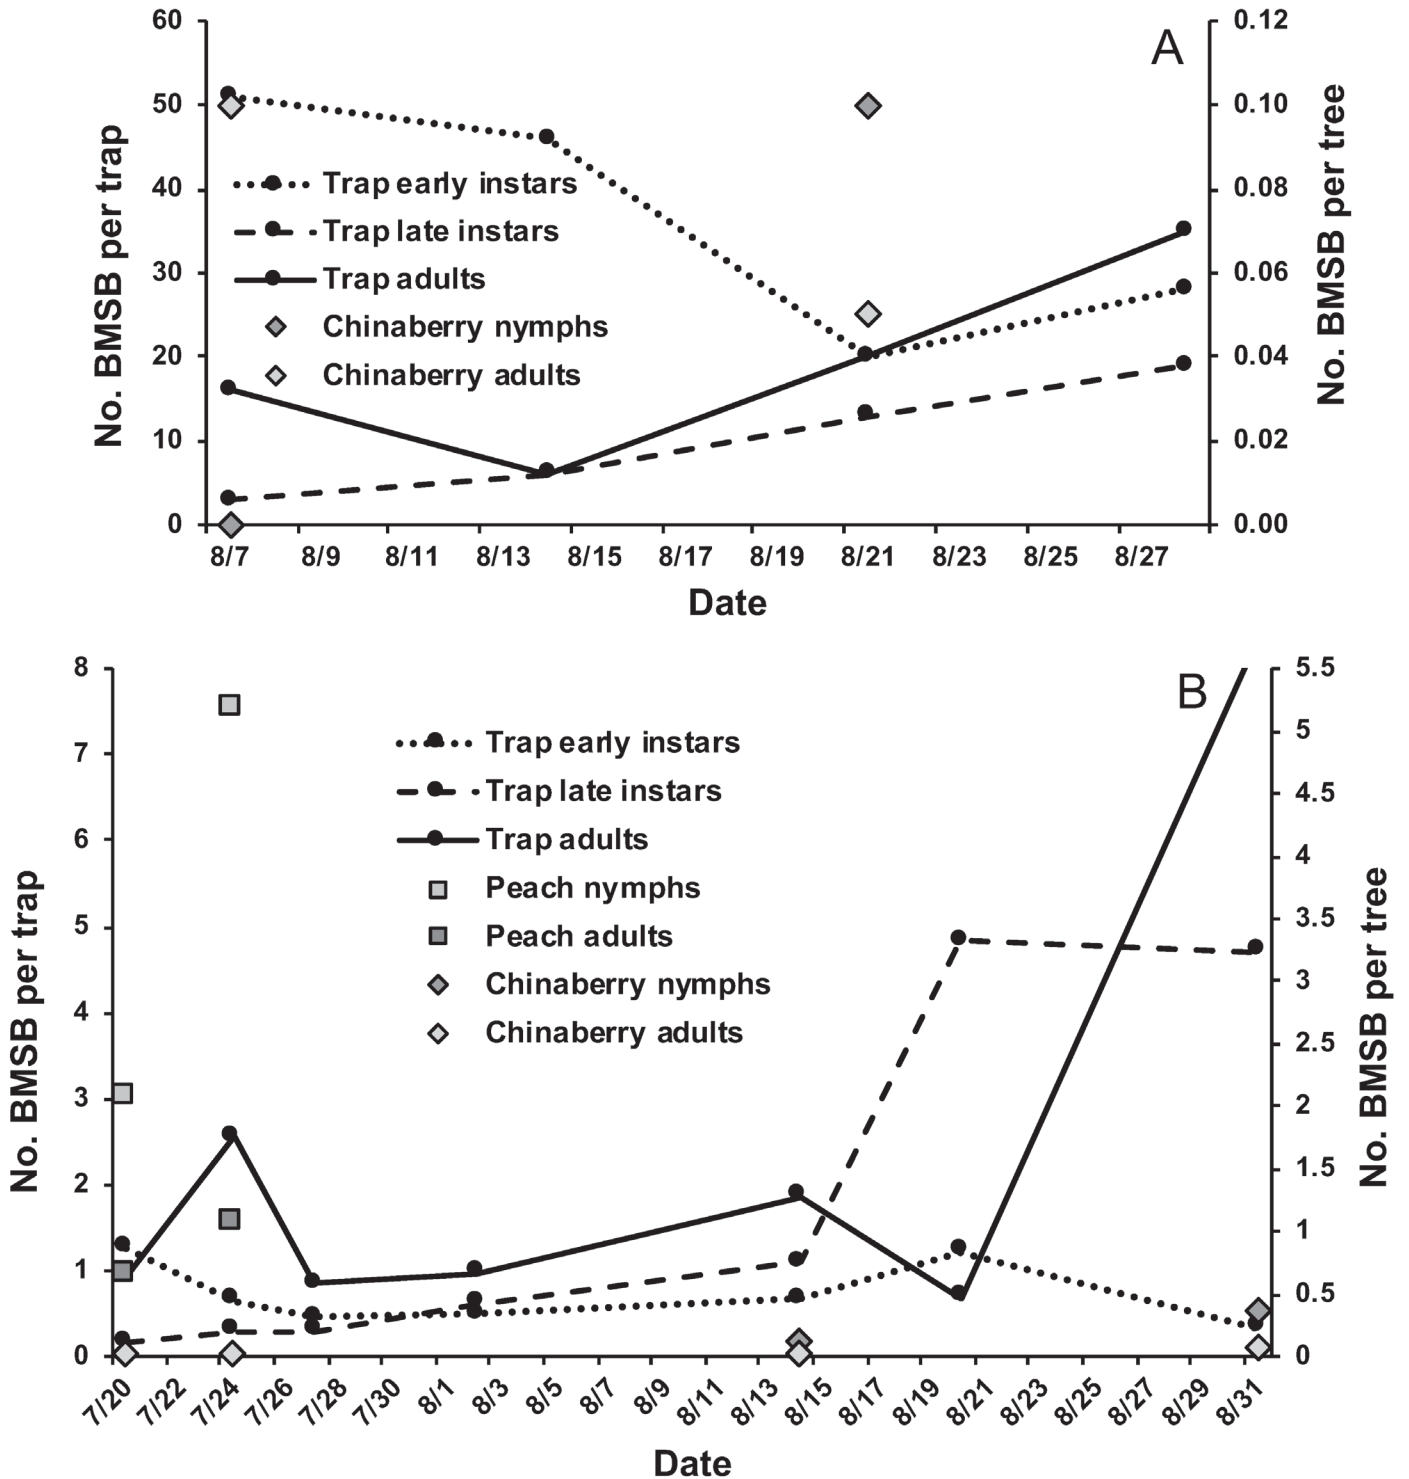 60
50
40
30
20
10
0
No. BMSB per trap
A
0.12
0.10
0.08
0.06
0.04
0.02
0.00
No. BMSB per tree
Trap early instars
Trap late instars
Trap adults
Chinaberry nymphs
Chinaberry adults
8/7 8/9 8/11 8/13 8/15 8/17 8/19 8/21 8/23 8/25 8/27
Date
8
7
6
5
4
3
2
1
0
No. BMSB per trap
B
5.5
5
4.5
4
3.5
3
2.5
2
1.5
1
0.5
0
No. BMSB per tree
Trap early instars
Trap late instars
Trap adults
Peach nymphs
Peach adults
Chinaberry nymphs
Chinaberry adults
7/20 7/22 7/24 7/26 7/28 7/30 8/1 8/3 8/5 8/7 8/9 8/11 8/13 8/15 8/17 8/19 8/21 8/23 8/25 8/27 8/29 8/31
Date